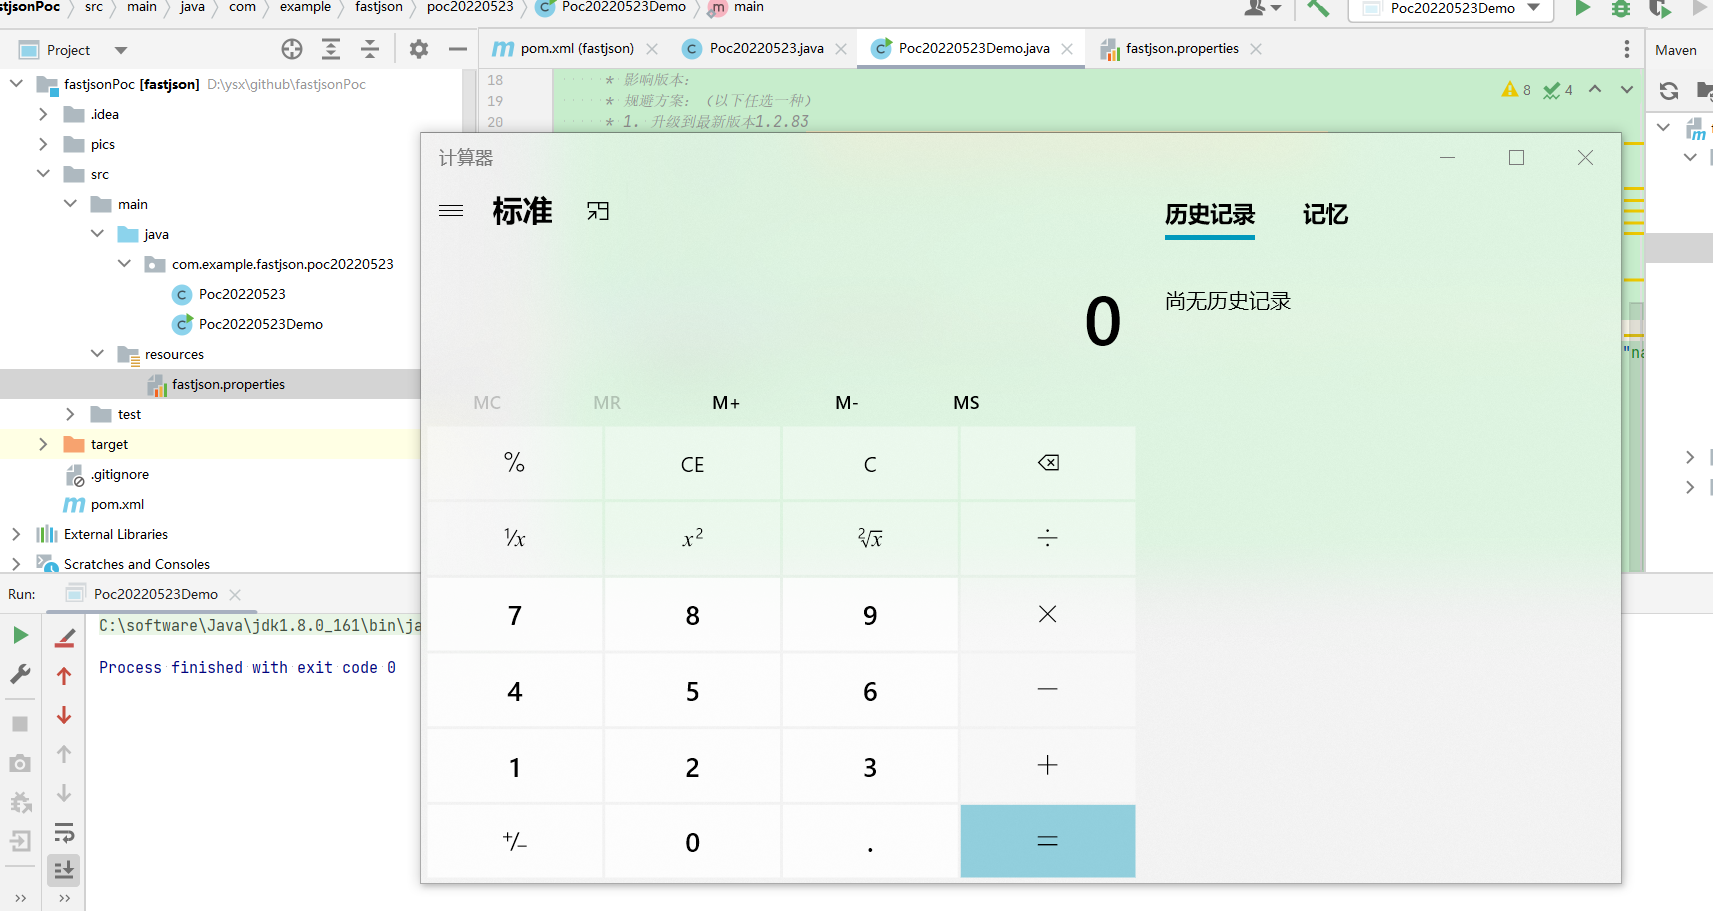 stjsonPoc src main java com example fastjson poc20220523 Poc20220523Demo main
Poc20220523Demo
Project
pom.xml (fastjson)
Poc20220523.java
Poc20220523Demo.java
fastjson.properties
Maven
fastjsonPoc [fastjson] D:\ysx\github\fastjsonPoc
.idea
pics
src
main
java
com.example.fastjson.poc20220523
Poc20220523
Poc20220523Demo
resources
fastjson.properties
test
target
.gitignore
pom.xml
External Libraries
Scratches and Consoles
18 * 影响版本：
19 * 规避方案：（以下任选一种）
20 * 1. 升级到最新版本1.2.83
8 4
"na
计算器
标准
历史记录 记忆
0
尚无历史记录
MC MR M+ M- MS
% CE C
1/x x² ²√x ÷
7 8 9 ×
4 5 6 −
1 2 3 +
+/− 0 . =
Run: Poc20220523Demo
C:\software\Java\jdk1.8.0_161\bin\ja
Process finished with exit code 0